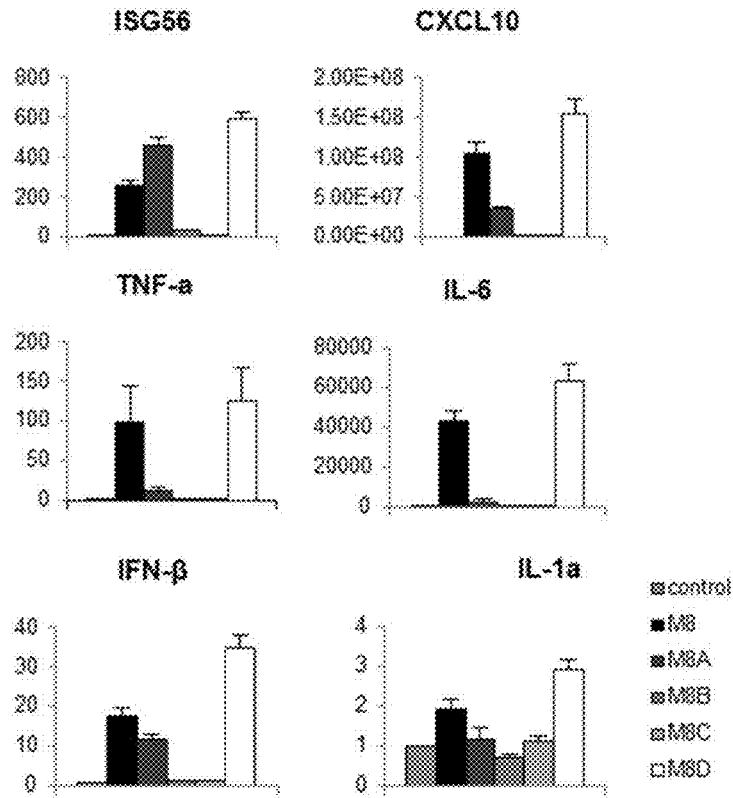 ISG56
CXCL10
800
600
400
200
0
2.00E+08
1.50E+08
1.00E+08
5.00E+07
0.00E+00
TNF-a
IL-6
200
150
100
50
0
80000
60000
40000
20000
0
IFN-β
IL-1a
40
30
20
10
0
4
3
2
1
0
control
M8
M8A
M8B
M8C
M8D